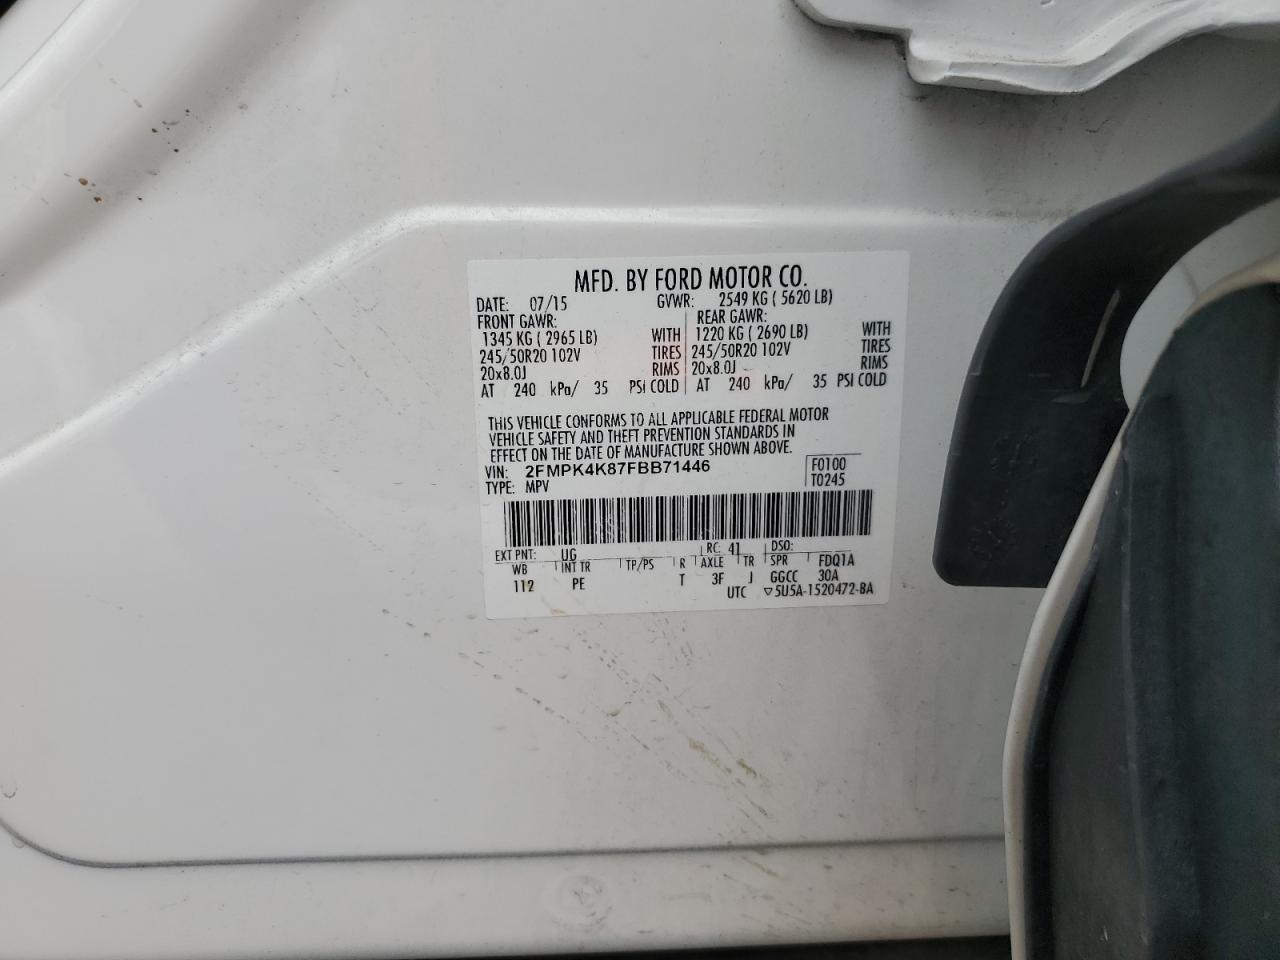 MFD. BY FORD MOTOR CO.
DATE: 07/15 GVWR: 2549 KG ( 5620 LB)
FRONT GAWR: REAR GAWR:
1345 KG ( 2965 LB) WITH 1220 KG ( 2690 LB) WITH
245/50R20 102V TIRES 245/50R20 102V TIRES
20x8.0J RIMS 20x8.0J RIMS
AT 240 kPa/ 35 PSI COLD AT 240 kPa/ 35 PSI COLD
THIS VEHICLE CONFORMS TO ALL APPLICABLE FEDERAL MOTOR
VEHICLE SAFETY AND THEFT PREVENTION STANDARDS IN
EFFECT ON THE DATE OF MANUFACTURE SHOWN ABOVE.
VIN: 2FMPK4K87FBB71446 F0100
TYPE: MPV T0245
EXT PNT: UG RC: 41 DSO:
WB INT TR TP/PS R AXLE TR SPR FDQ1A
112 PE T 3F J GGCC 30A
UTC ▽5U5A-1520472-BA